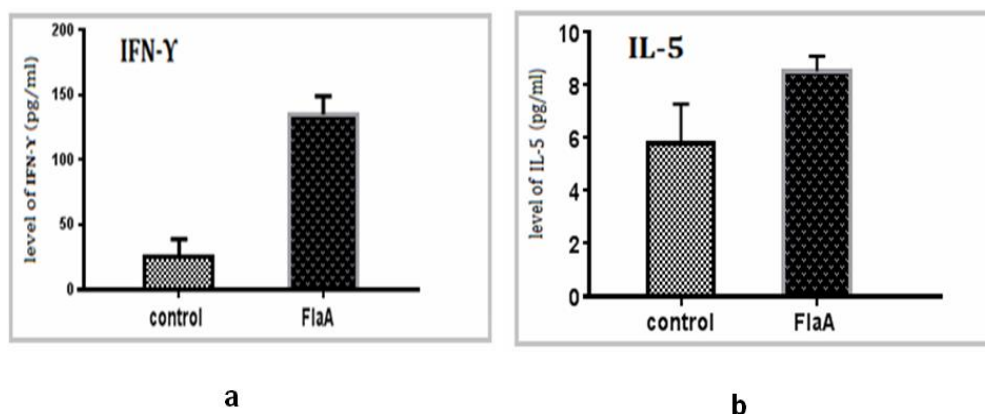 IFN-Y
level of IFN-Y (pg/ml)
200
150
100
50
0
control
FlaA
a
IL-5
level of IL-5 (pg/ml)
10
8
6
4
2
0
control
FlaA
b